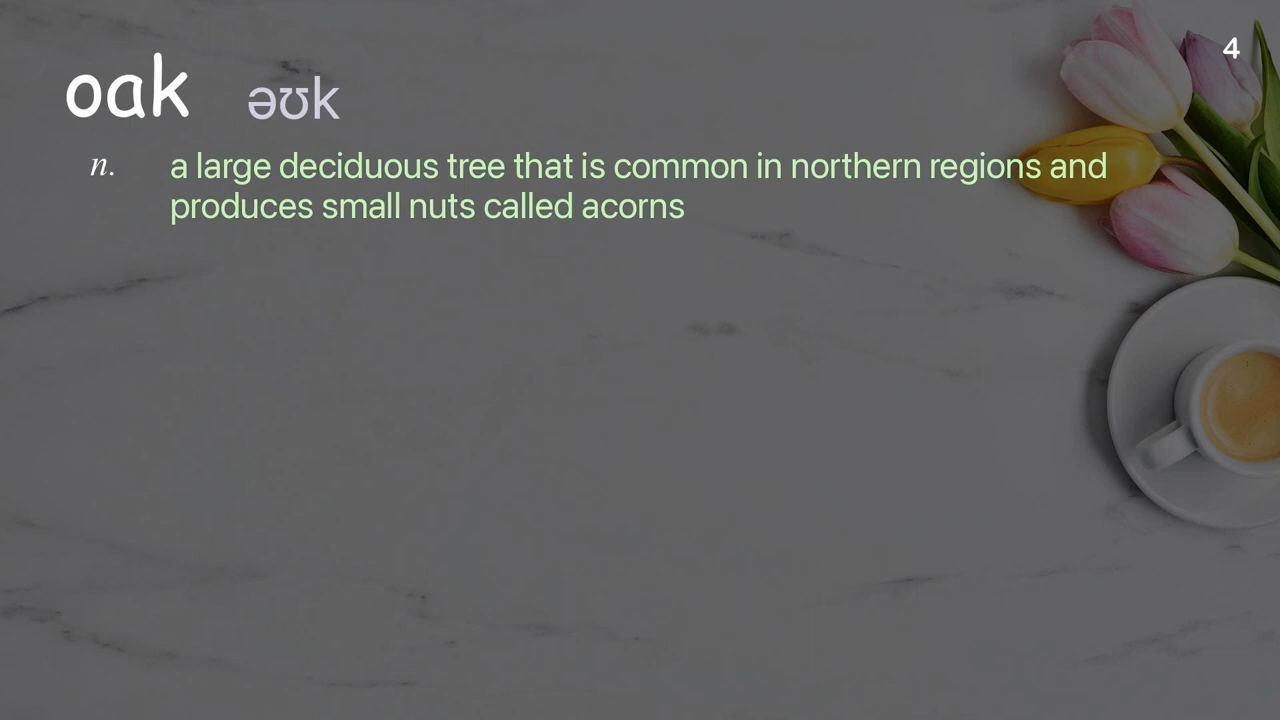 4
oak əʊk
n. a large deciduous tree that is common in northern regions and
produces small nuts called acorns